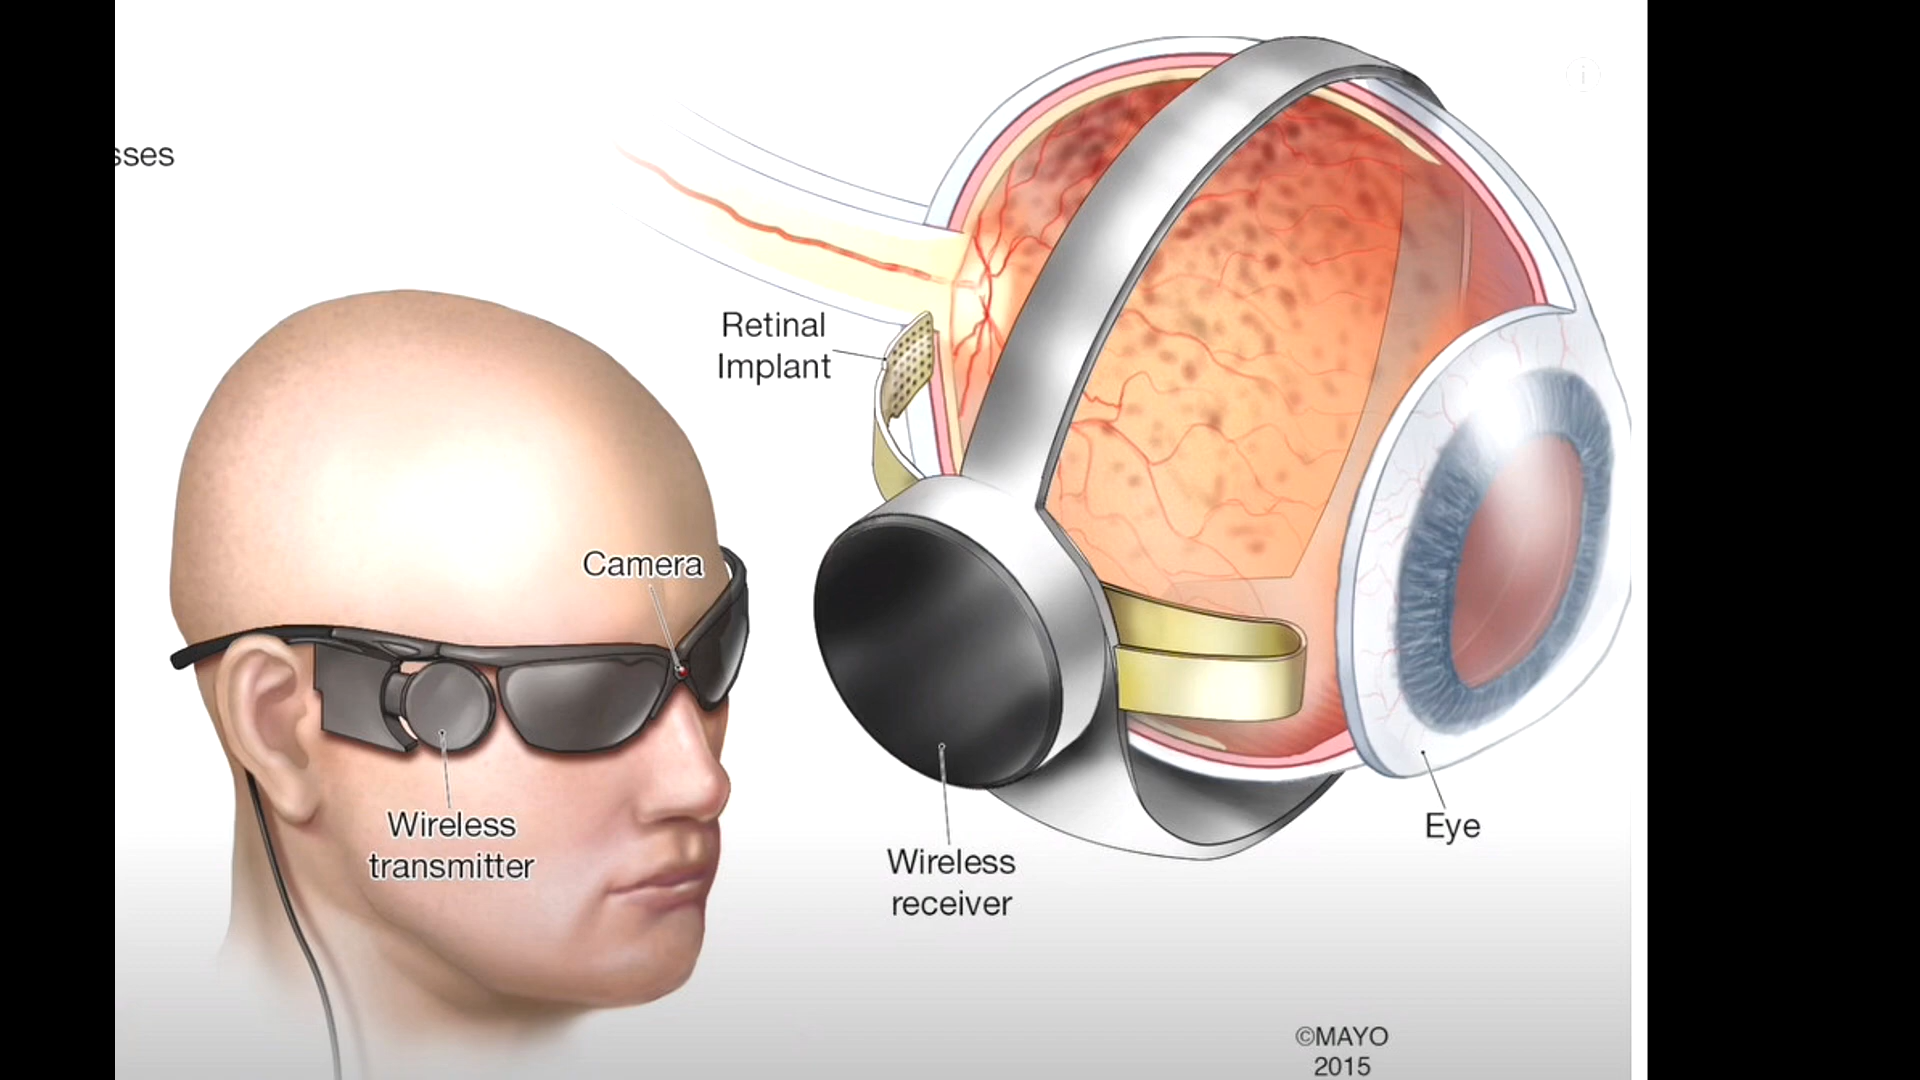 sses
Retinal
Implant
Camera
Wireless
transmitter
Wireless
receiver
Eye
©MAYO
2015